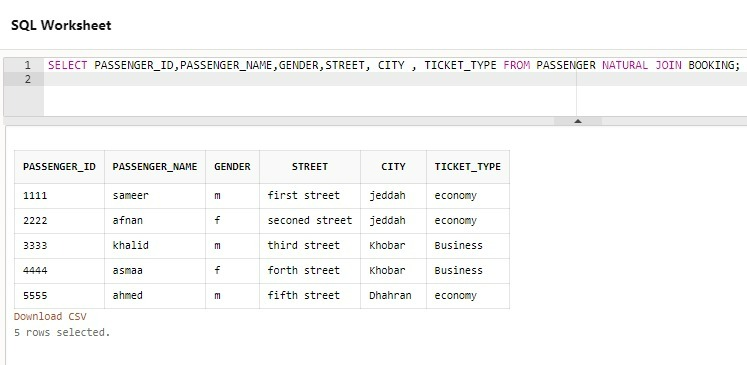 SQL Worksheet
1 SELECT PASSENGER_ID,PASSENGER_NAME,GENDER,STREET, CITY , TICKET_TYPE FROM PASSENGER NATURAL JOIN BOOKING;
2
PASSENGER_ID PASSENGER_NAME GENDER STREET CITY TICKET_TYPE
1111 sameer m first street jeddah economy
2222 afnan f seconed street jeddah economy
3333 khalid m third street Khobar Business
4444 asmaa f forth street Khobar Business
5555 ahmed m fifth street Dhahran economy
Download CSV
5 rows selected.